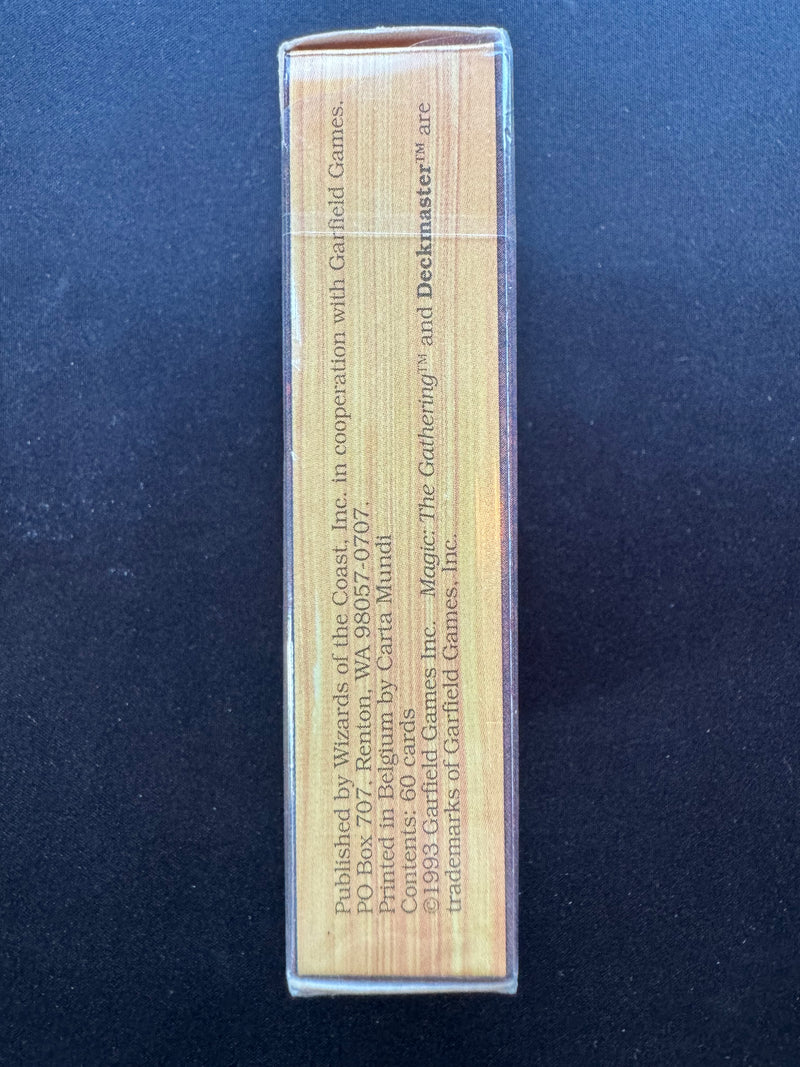 Published by Wizards of the Coast, Inc. in cooperation with Garfield Games.
PO Box 707, Renton, WA 98057-0707.
Printed in Belgium by Carta Mundi
Contents: 60 cards
©1993 Garfield Games Inc. Magic: The Gathering™ and Deckmaster™ are
trademarks of Garfield Games, Inc.